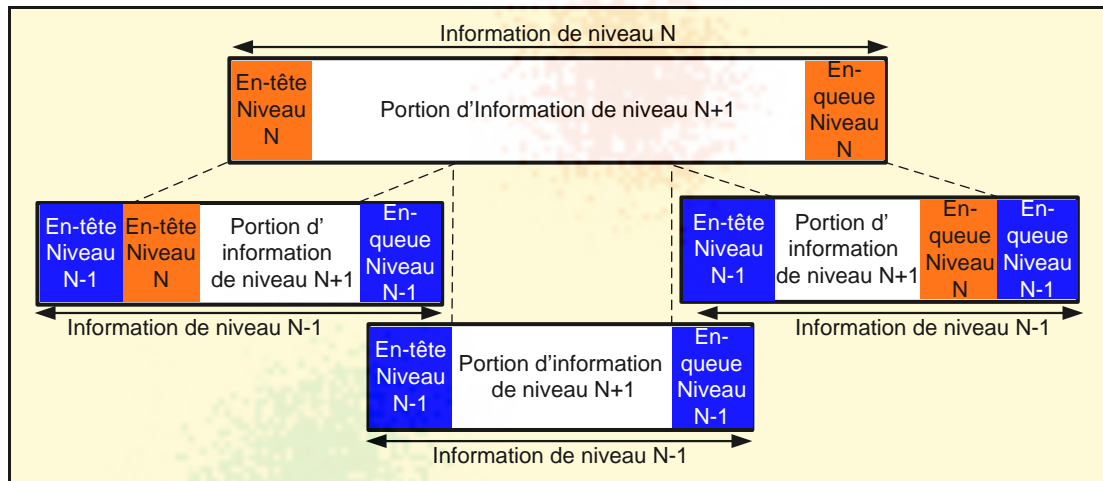 Information de niveau N
En-tête
Niveau
N
Portion d'Information de niveau N+1
En-
queue
Niveau
N
En-tête
Niveau
N-1
En-tête
Niveau
N
Portion d'
information
de niveau N+1
En-
queue
Niveau
N-1
Information de niveau N-1
En-tête
Niveau
N-1
Portion d'information
de niveau N+1
En-
queue
Niveau
N-1
Information de niveau N-1
En-tête
Niveau
N-1
Portion d'
information
de niveau N+1
En-
queue
Niveau
N
En-
queue
Niveau
N-1
Information de niveau N-1